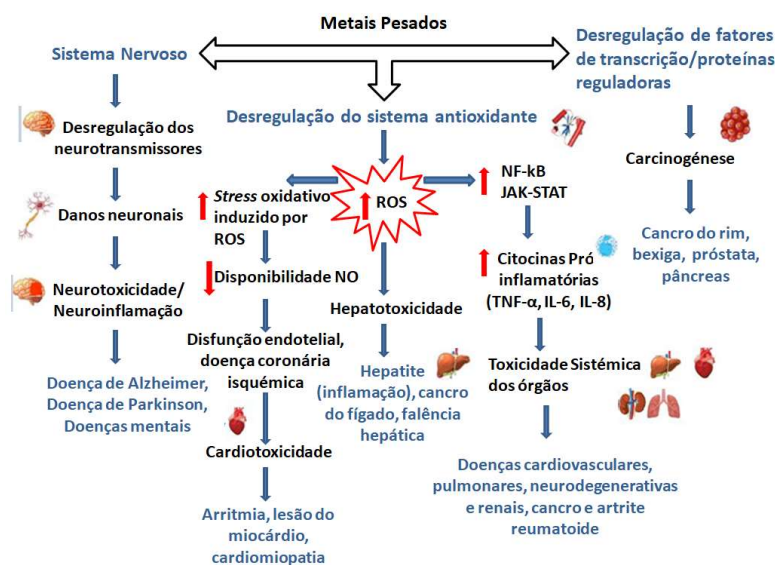 Metais Pesados
Sistema Nervoso
Desregulação dos
neurotransmissores
Danos neuronais
Neurotoxicidade/
Neuroinflamação
Doença de Alzheimer,
Doença de Parkinson,
Doenças mentais
Desregulação do sistema antioxidante
ROS
Stress oxidativo
induzido por
ROS
Disponibilidade NO
Disfunção endotelial,
doença coronária
isquémica
Cardiotoxicidade
Arritmia, lesão do
miocárdio,
cardiomiopatia
Hepatotoxicidade
Hepatite
(inflamação), cancro
do fígado, falência
hepática
NF-kB
JAK-STAT
Citocinas Pró
inflamatórias
(TNF-α, IL-6, IL-8)
Toxicidade Sistémica
dos órgãos
Doenças cardiovasculares,
pulmonares, neurodegenerativas
e renais, cancro e artrite
reumatoide
Desregulação de fatores
de transcrição/proteínas
reguladoras
Carcinogénese
Cancro do rim,
bexiga, próstata,
pâncreas